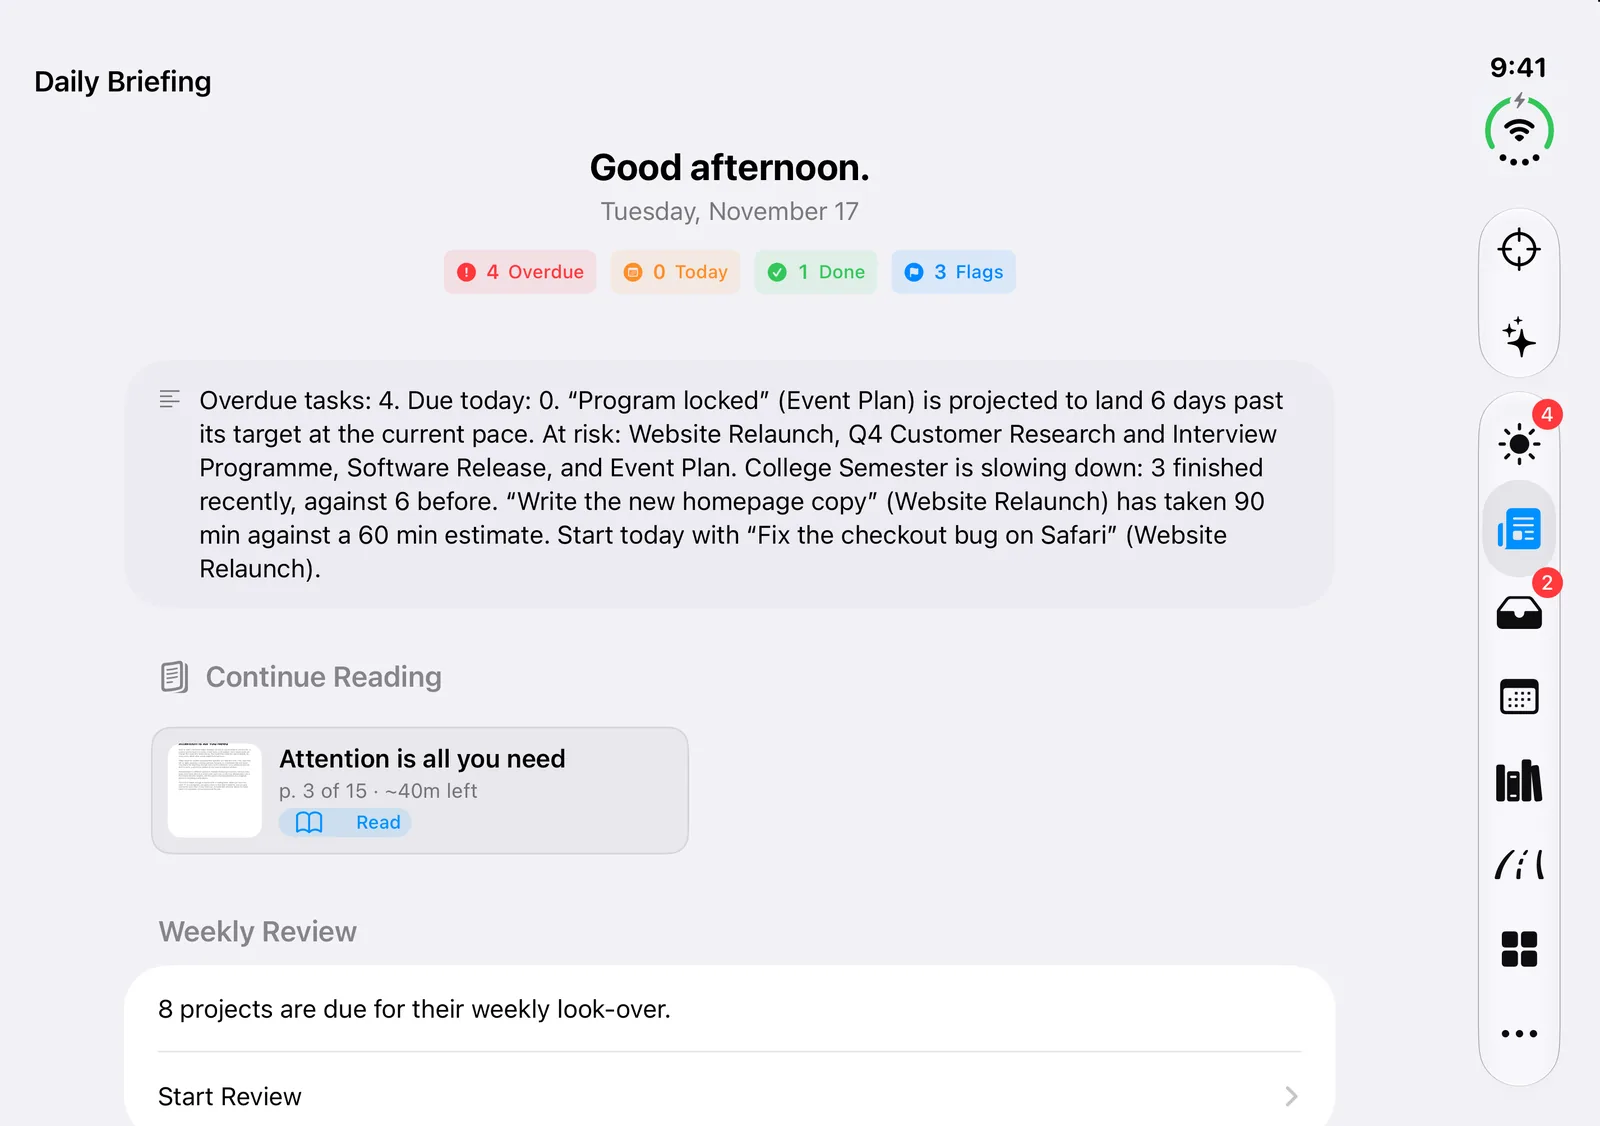 Daily Briefing
9:41
Good afternoon.
Tuesday, November 17
4 Overdue
0 Today
1 Done
3 Flags
4
Overdue tasks: 4. Due today: 0. “Program locked” (Event Plan) is projected to land 6 days past
its target at the current pace. At risk: Website Relaunch, Q4 Customer Research and Interview
Programme, Software Release, and Event Plan. College Semester is slowing down: 3 finished
recently, against 6 before. “Write the new homepage copy” (Website Relaunch) has taken 90
min against a 60 min estimate. Start today with “Fix the checkout bug on Safari” (Website
Relaunch).
2
Continue Reading
Attention is all you need
p. 3 of 15 · ~40m left
Read
Weekly Review
8 projects are due for their weekly look-over.
Start Review